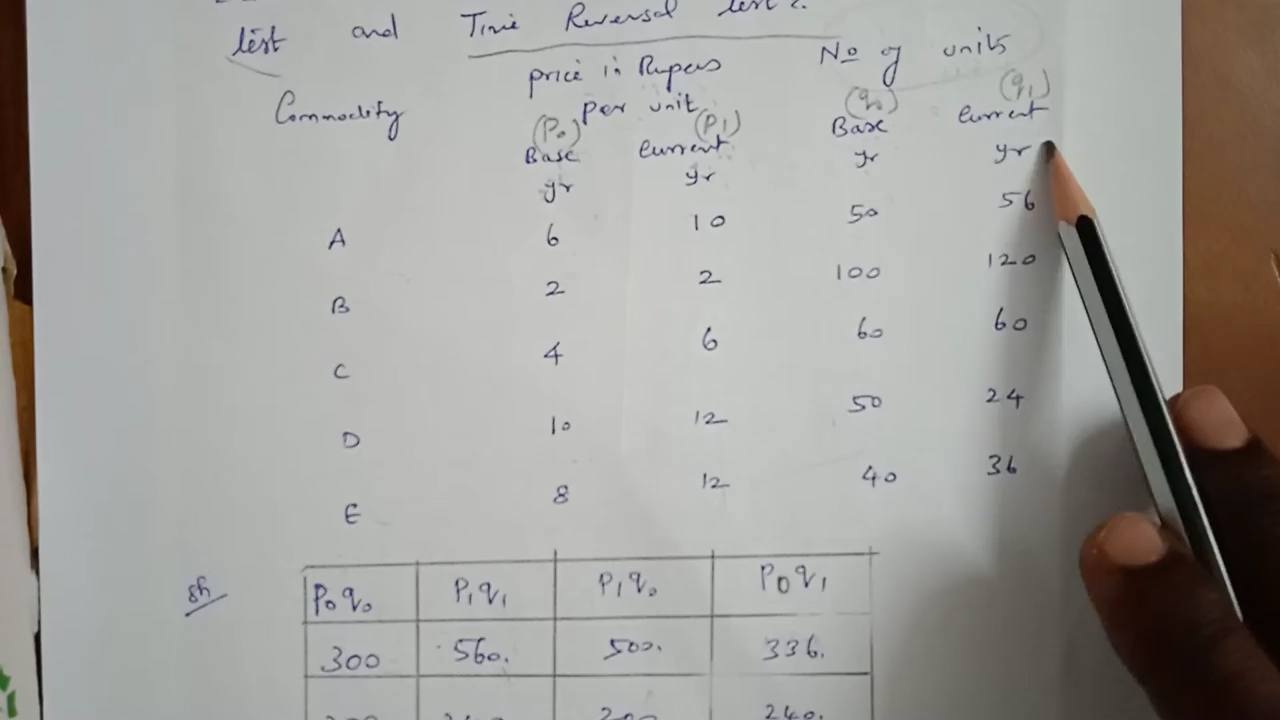 test and Time Reversal test?
Commodity price in Rupees per unit No of units
(P₀) Base yr (P₁) Current yr (q₀) Base yr (q₁) Current yr
A 6 10 50 56
B 2 2 100 120
C 4 6 60 60
D 10 12 50 24
E 8 12 40 36
Sh
P₀q₀ P₁q₁ P₁q₀ P₀q₁
300 560. 500. 336.
240.